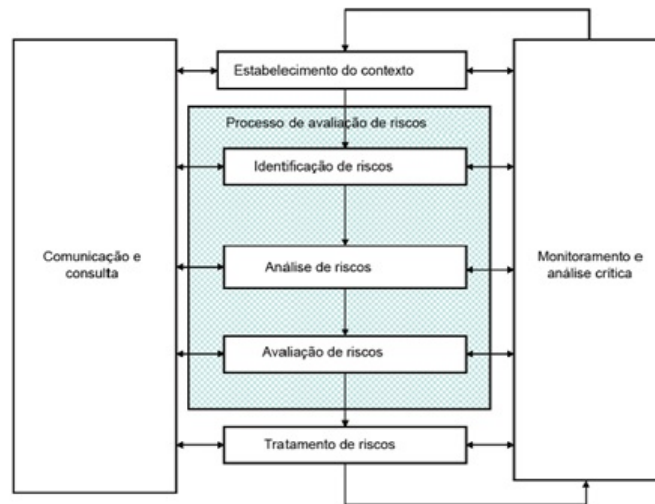 Estabelecimento do contexto
Processo de avaliação de riscos
Identificação de riscos
Comunicação e
consulta
Análise de riscos
Monitoramento e
análise crítica
Avaliação de riscos
Tratamento de riscos